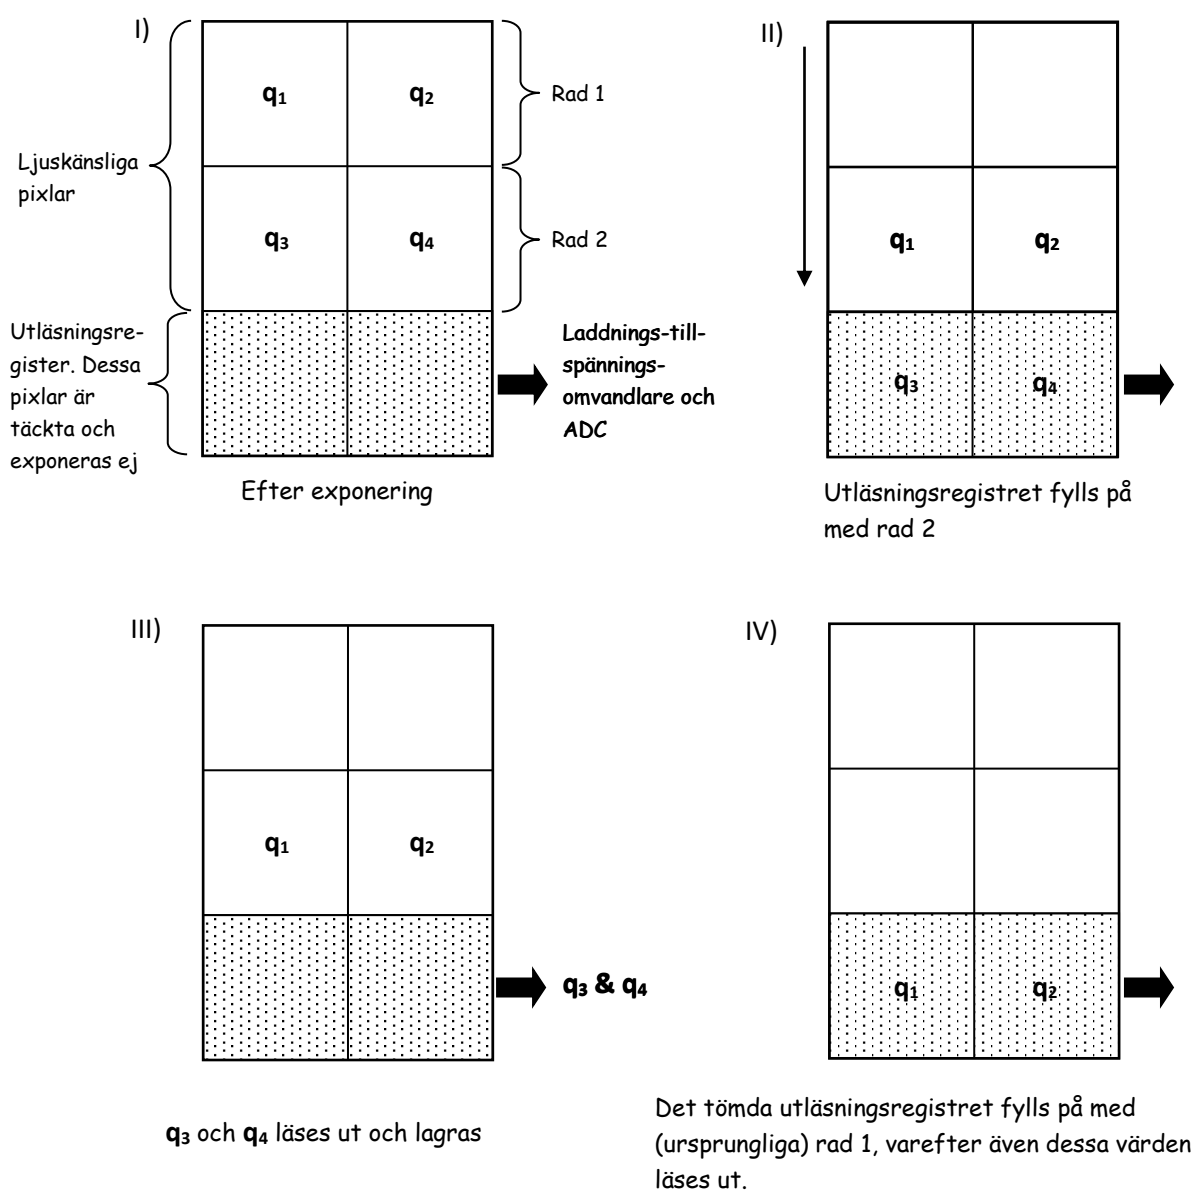 I)
q₁ q₂
Rad 1
Ljuskänsliga
pixlar
q₃ q₄
Rad 2
Utläsningsre-
gister. Dessa
pixlar är
täckta och
exponeras ej
Laddnings-till-
spännings-
omvandlare och
ADC
Efter exponering
II)
q₁ q₂
q₃ q₄
Utläsningsregistret fylls på
med rad 2
III)
q₁ q₂
q₃ & q₄
q₃ och q₄ läses ut och lagras
IV)
q₁ q₂
Det tömda utläsningsregistret fylls på med
(ursprungliga) rad 1, varefter även dessa värden
läses ut.